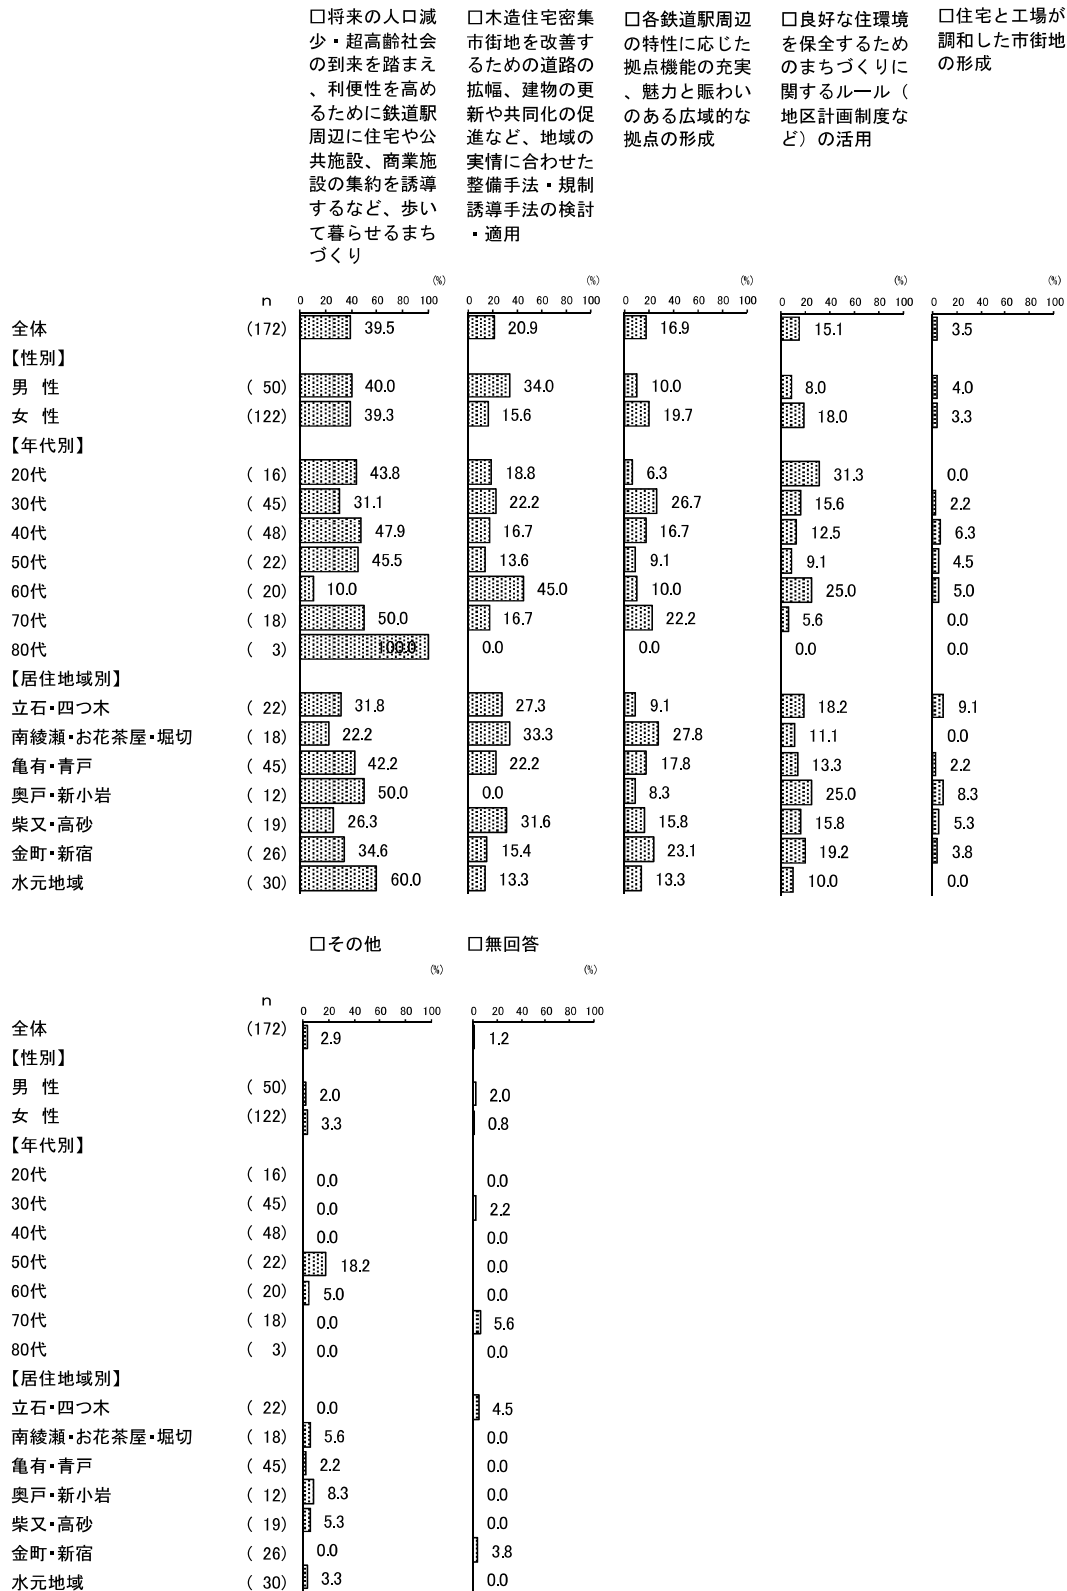 □将来の人口減
少・超高齢社会
の到来を踏まえ
、利便性を高め
るために鉄道駅
周辺に住宅や公
共施設、商業施
設の集約を誘導
するなど、歩い
て暮らせるまち
づくり
□木造住宅密集
市街地を改善す
るための道路の
拡幅、建物の更
新や共同化の促
進など、地域の
実情に合わせた
整備手法・規制
誘導手法の検討
・適用
□各鉄道駅周辺
の特性に応じた
拠点機能の充実
、魅力と賑わい
のある広域的な
拠点の形成
□良好な住環境
を保全するため
のまちづくりに
関するルール（
地区計画制度な
ど）の活用
□住宅と工場が
調和した市街地
の形成
(%) (%) (%) (%) (%)
n 0 20 40 60 80 100 0 20 40 60 80 100 0 20 40 60 80 100 0 20 40 60 80 100 0 20 40 60 80 100
全体 (172) 39.5 20.9 16.9 15.1 3.5
【性別】
男 性 ( 50) 40.0 34.0 10.0 8.0 4.0
女 性 (122) 39.3 15.6 19.7 18.0 3.3
【年代別】
20代 ( 16) 43.8 18.8 6.3 31.3 0.0
30代 ( 45) 31.1 22.2 26.7 15.6 2.2
40代 ( 48) 47.9 16.7 16.7 12.5 6.3
50代 ( 22) 45.5 13.6 9.1 9.1 4.5
60代 ( 20) 10.0 45.0 10.0 25.0 5.0
70代 ( 18) 50.0 16.7 22.2 5.6 0.0
80代 ( 3) 100.0 0.0 0.0 0.0 0.0
【居住地域別】
立石・四つ木 ( 22) 31.8 27.3 9.1 18.2 9.1
南綾瀬・お花茶屋・堀切 ( 18) 22.2 33.3 27.8 11.1 0.0
亀有・青戸 ( 45) 42.2 22.2 17.8 13.3 2.2
奥戸・新小岩 ( 12) 50.0 0.0 8.3 25.0 8.3
柴又・高砂 ( 19) 26.3 31.6 15.8 15.8 5.3
金町・新宿 ( 26) 34.6 15.4 23.1 19.2 3.8
水元地域 ( 30) 60.0 13.3 13.3 10.0 0.0
□その他 □無回答
(%) (%)
n 0 20 40 60 80 100 0 20 40 60 80 100
全体 (172) 2.9 1.2
【性別】
男 性 ( 50) 2.0 2.0
女 性 (122) 3.3 0.8
【年代別】
20代 ( 16) 0.0 0.0
30代 ( 45) 0.0 2.2
40代 ( 48) 0.0 0.0
50代 ( 22) 18.2 0.0
60代 ( 20) 5.0 0.0
70代 ( 18) 0.0 5.6
80代 ( 3) 0.0 0.0
【居住地域別】
立石・四つ木 ( 22) 0.0 4.5
南綾瀬・お花茶屋・堀切 ( 18) 5.6 0.0
亀有・青戸 ( 45) 2.2 0.0
奥戸・新小岩 ( 12) 8.3 0.0
柴又・高砂 ( 19) 5.3 0.0
金町・新宿 ( 26) 0.0 3.8
水元地域 ( 30) 3.3 0.0